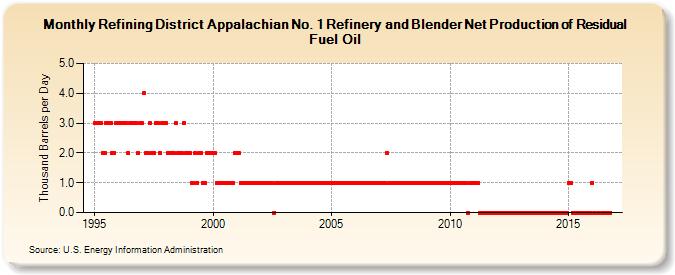 Monthly Refining District Appalachian No. 1 Refinery and Blender Net Production of Residual
Fuel Oil
Thousand Barrels per Day
5.0
4.0
3.0
2.0
1.0
0.0
1995
2000
2005
2010
2015
Source: U.S. Energy Information Administration